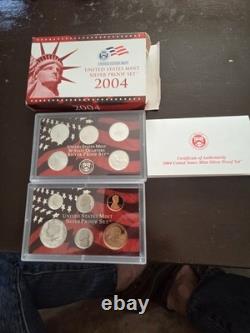 UNITED STATES MINT
SILVER PROOF SET
2004
2004
UNITED STATES MINT
50 STATE QUARTERS
SILVER PROOF SET
Certificate of Authenticity
2004 United States Mint Silver Proof Set
UNITED STATES MINT
SILVER PROOF SET